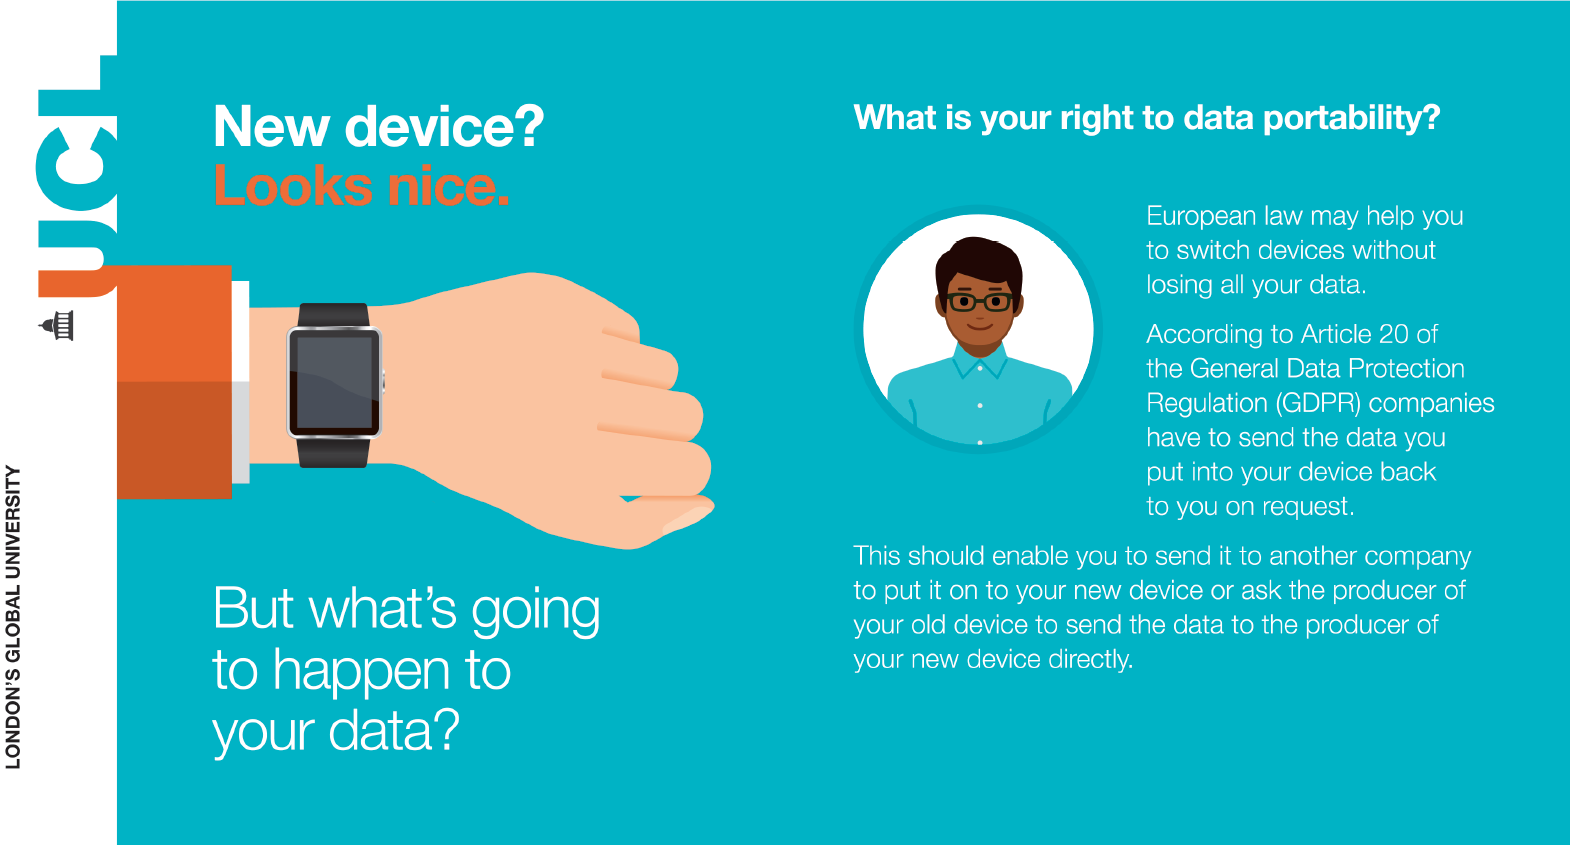 UCL
LONDON'S GLOBAL UNIVERSITY
New device?
Looks nice.
But what's going
to happen to
your data?
What is your right to data portability?
European law may help you
to switch devices without
losing all your data.
According to Article 20 of
the General Data Protection
Regulation (GDPR) companies
have to send the data you
put into your device back
to you on request.
This should enable you to send it to another company
to put it on to your new device or ask the producer of
your old device to send the data to the producer of
your new device directly.